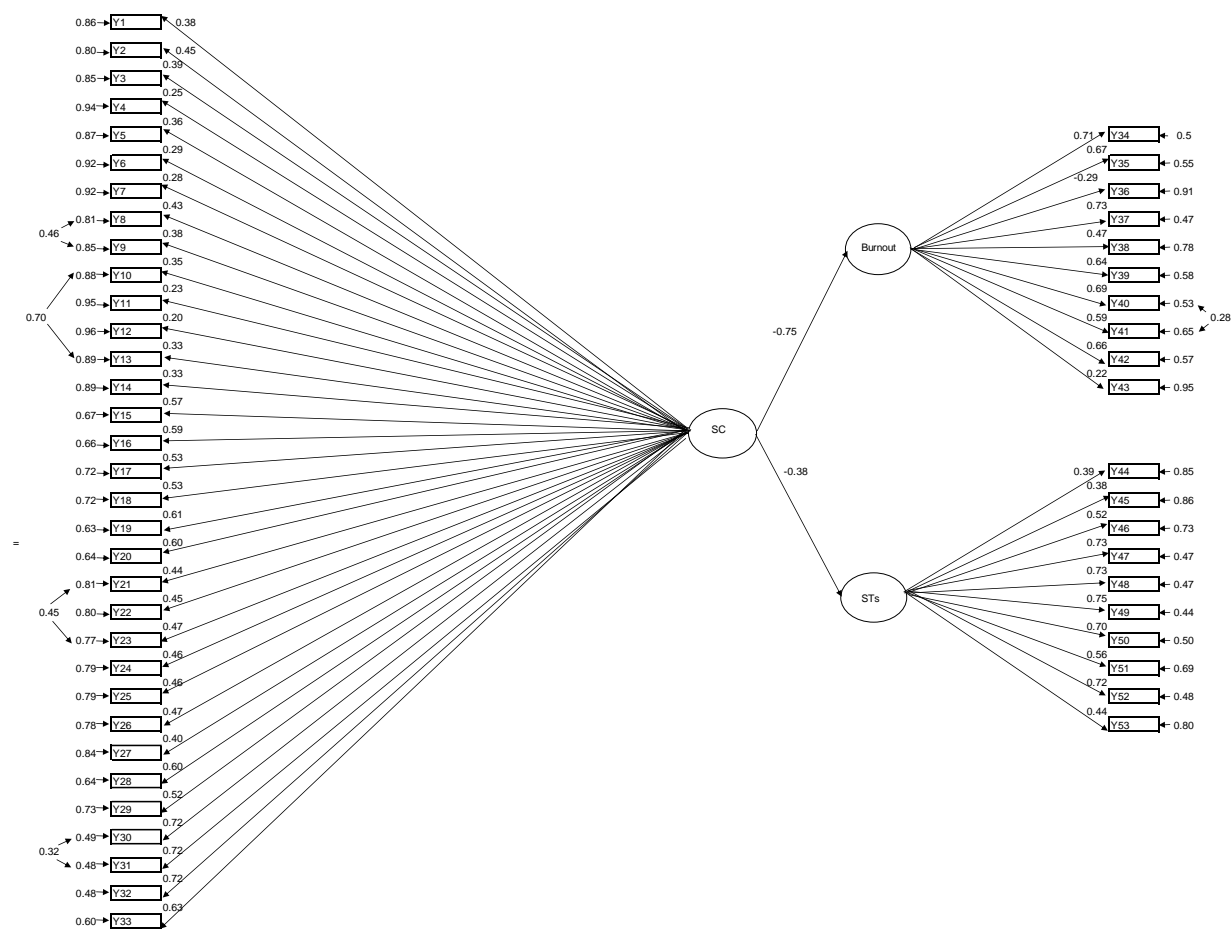 0.86 Y1 0.38
0.80 Y2 0.45
0.39
0.85 Y3
0.25
0.94 Y4
0.36
0.87 Y5
0.29
0.92 Y6
0.28
0.92 Y7
0.43
0.81 Y8
0.46
0.38
0.85 Y9
0.35
0.88 Y10
0.23
0.95 Y11
0.70
0.20
0.96 Y12
0.33
0.89 Y13
0.33
0.89 Y14
0.57
0.67 Y15
0.59
0.66 Y16
0.53
0.72 Y17
0.53
0.72 Y18
0.61
0.63 Y19
0.60
=
0.64 Y20
0.44
0.81 Y21
0.45
0.45
0.80 Y22
0.47
0.77 Y23
0.46
0.79 Y24
0.46
0.79 Y25
0.47
0.78 Y26
0.40
0.84 Y27
0.60
0.64 Y28
0.52
0.73 Y29
0.72
0.49 Y30
0.32
0.72
0.48 Y31
0.72
0.48 Y32
0.63
0.60 Y33
SC
-0.75
-0.38
Burnout
STs
0.71 Y34 0.5
0.67
Y35 0.55
-0.29
Y36 0.91
0.73
Y37 0.47
0.47
Y38 0.78
0.64
Y39 0.58
0.69
Y40 0.53
0.28
0.59
Y41 0.65
0.66
Y42 0.57
0.22
Y43 0.95
0.39 Y44 0.85
0.38
Y45 0.86
0.52
Y46 0.73
0.73
Y47 0.47
0.73
Y48 0.47
0.75
Y49 0.44
0.70
Y50 0.50
0.56
Y51 0.69
0.72
Y52 0.48
0.44
Y53 0.80